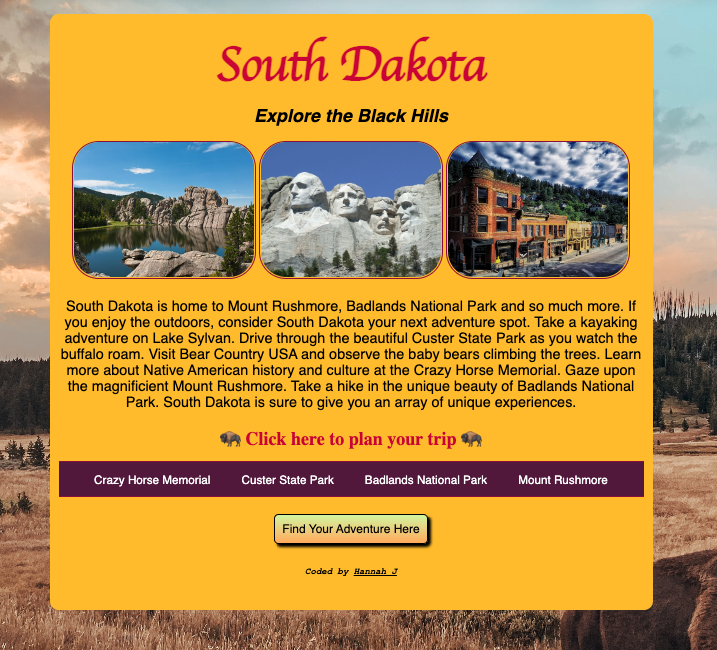 South Dakota
Explore the Black Hills
South Dakota is home to Mount Rushmore, Badlands National Park and so much more. If
you enjoy the outdoors, consider South Dakota your next adventure spot. Take a kayaking
adventure on Lake Sylvan. Drive through the beautiful Custer State Park as you watch the
buffalo roam. Visit Bear Country USA and observe the baby bears climbing the trees. Learn
more about Native American history and culture at the Crazy Horse Memorial. Gaze upon
the magnificient Mount Rushmore. Take a hike in the unique beauty of Badlands National
Park. South Dakota is sure to give you an array of unique experiences.
🦬 Click here to plan your trip 🦬
Crazy Horse Memorial Custer State Park Badlands National Park Mount Rushmore
Find Your Adventure Here
Coded by Hannah J